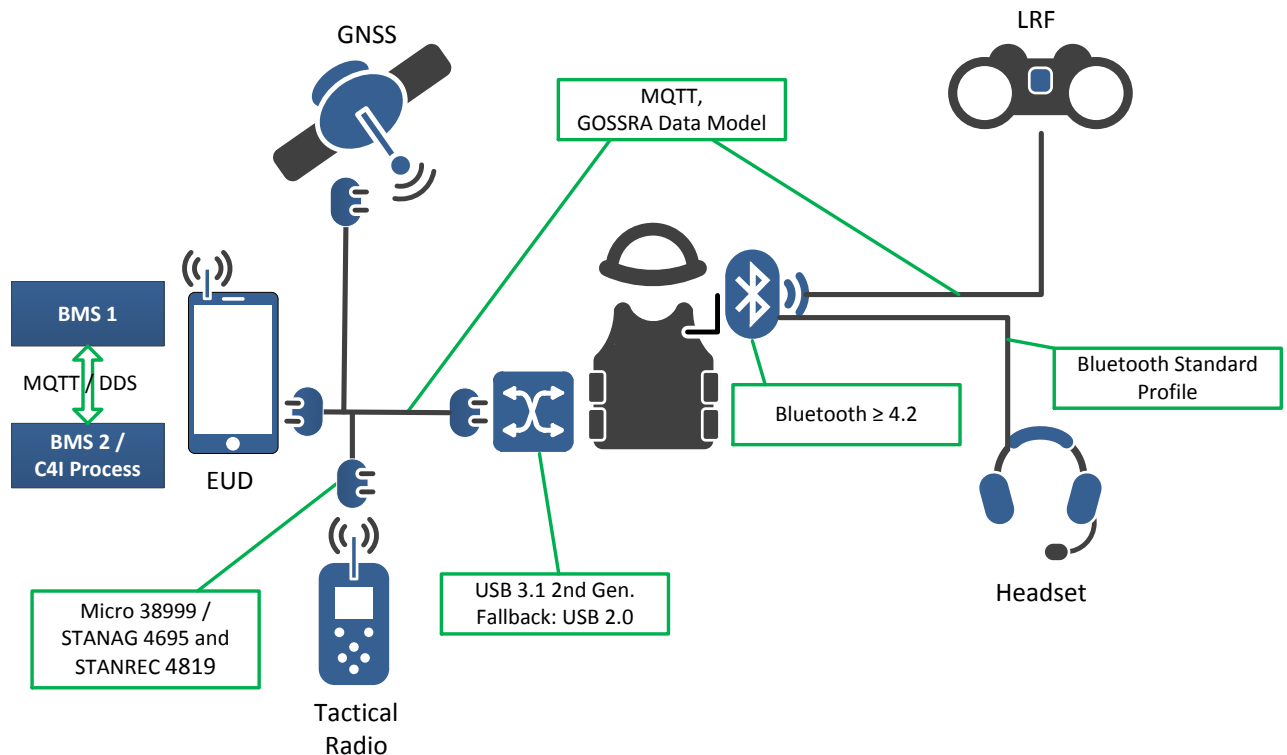 GNSS
LRF
MQTT,
GOSSRA Data Model
BMS 1
MQTT / DDS
BMS 2 /
C4I Process
EUD
Bluetooth Standard
Profile
Bluetooth ≥ 4.2
USB 3.1 2nd Gen.
Fallback: USB 2.0
Headset
Micro 38999 /
STANAG 4695 and
STANREC 4819
Tactical
Radio